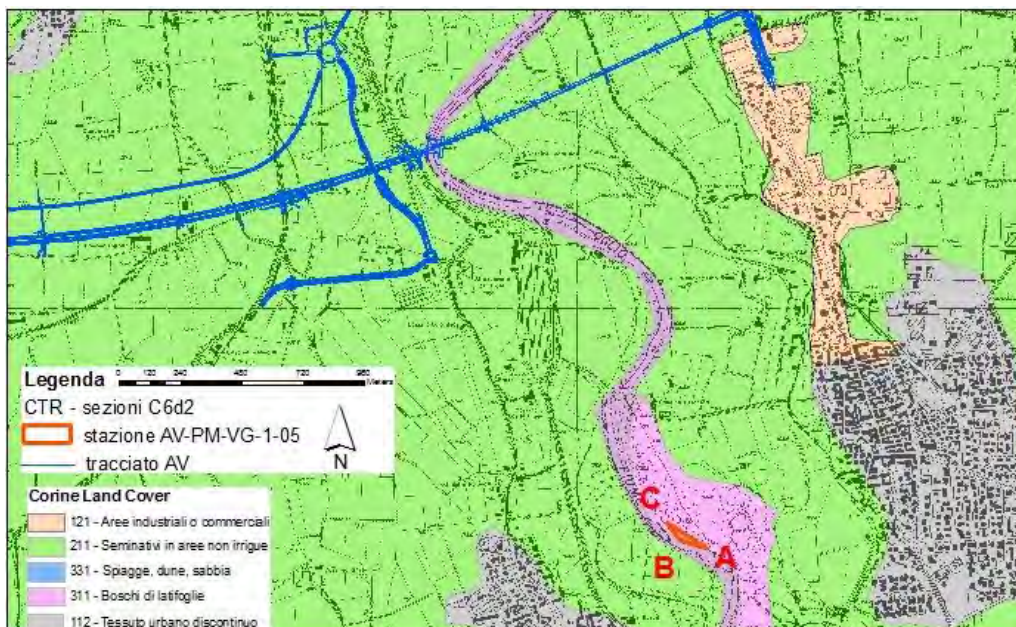 Legenda
0 120 240 480 720 960
Meters
CTR - sezioni C6d2
stazione AV-PM-VG-1-05
N
tracciato AV
Corine Land Cover
121 - Aree industriali o commerciali
211 - Seminativi in aree non irrigue
331 - Spiagge, dune, sabbia
311 - Boschi di latifoglie
112 - Tessuto urbano discontinuo
C
B
A